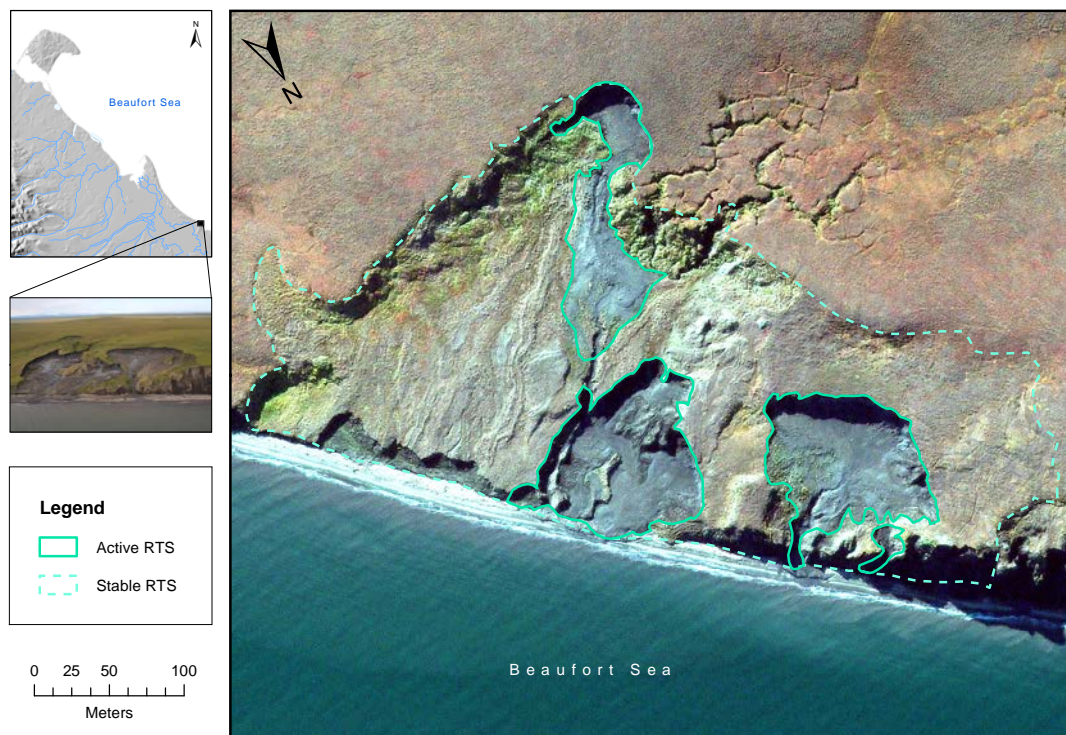 N
Beaufort Sea
N
Legend
Active RTS
Stable RTS
0 25 50 100
Meters
Beaufort Sea